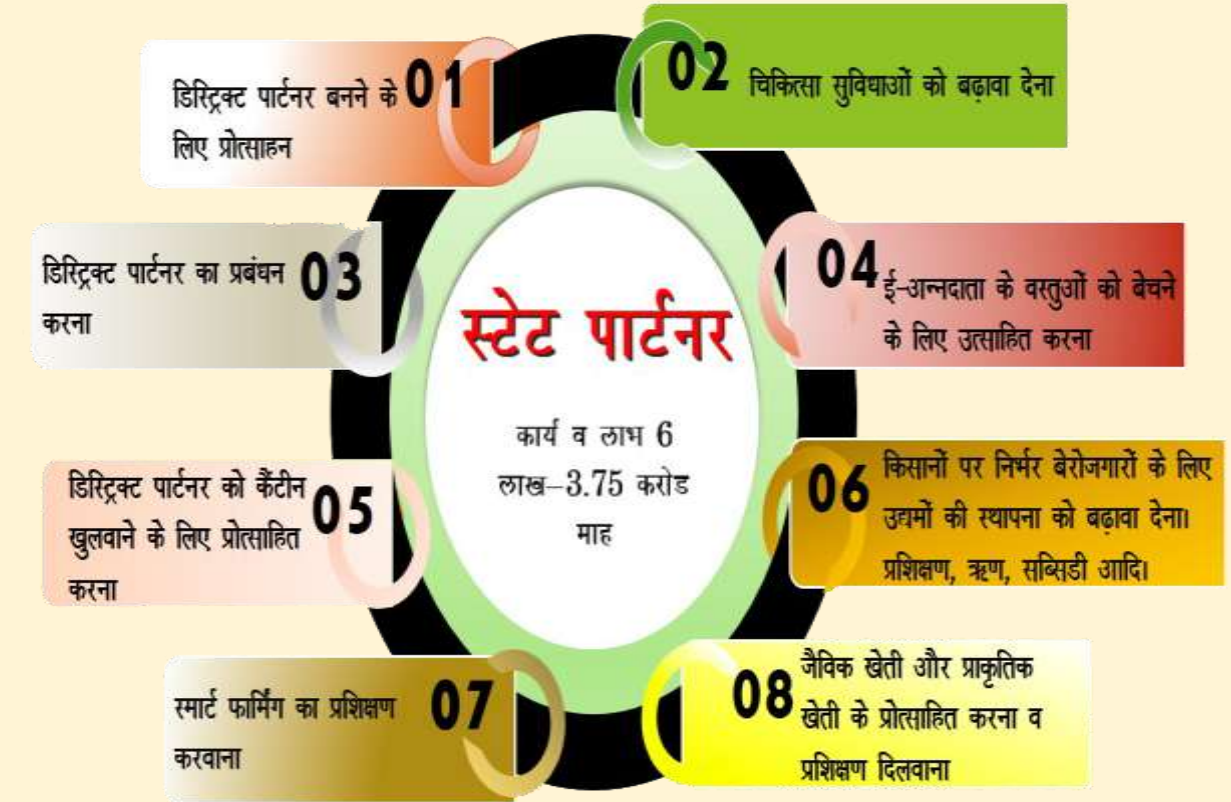 डिस्ट्रिक्ट पार्टनर बनने के 01
लिए प्रोत्साहन
02 चिकित्सा सुविधाओं को बढ़ावा देना
डिस्ट्रिक्ट पार्टनर का प्रबंधन 03
करना
04 ई-अन्नदाता के वस्तुओं को बेचने
के लिए उत्साहित करना
स्टेट पार्टनर
कार्य व लाभ 6
लाख–3.75 करोड
माह
डिस्ट्रिक्ट पार्टनर को कैंटीन 05
खुलवाने के लिए प्रोत्साहित
करना
06 किसानों पर निर्भर बेरोजगारों के लिए
उद्यमों की स्थापना को बढ़ावा देना।
प्रशिक्षण, ऋण, सब्सिडी आदि।
स्मार्ट फार्मिंग का प्रशिक्षण 07
करवाना
08 जैविक खेती और प्राकृतिक
खेती के प्रोत्साहित करना व
प्रशिक्षण दिलवाना